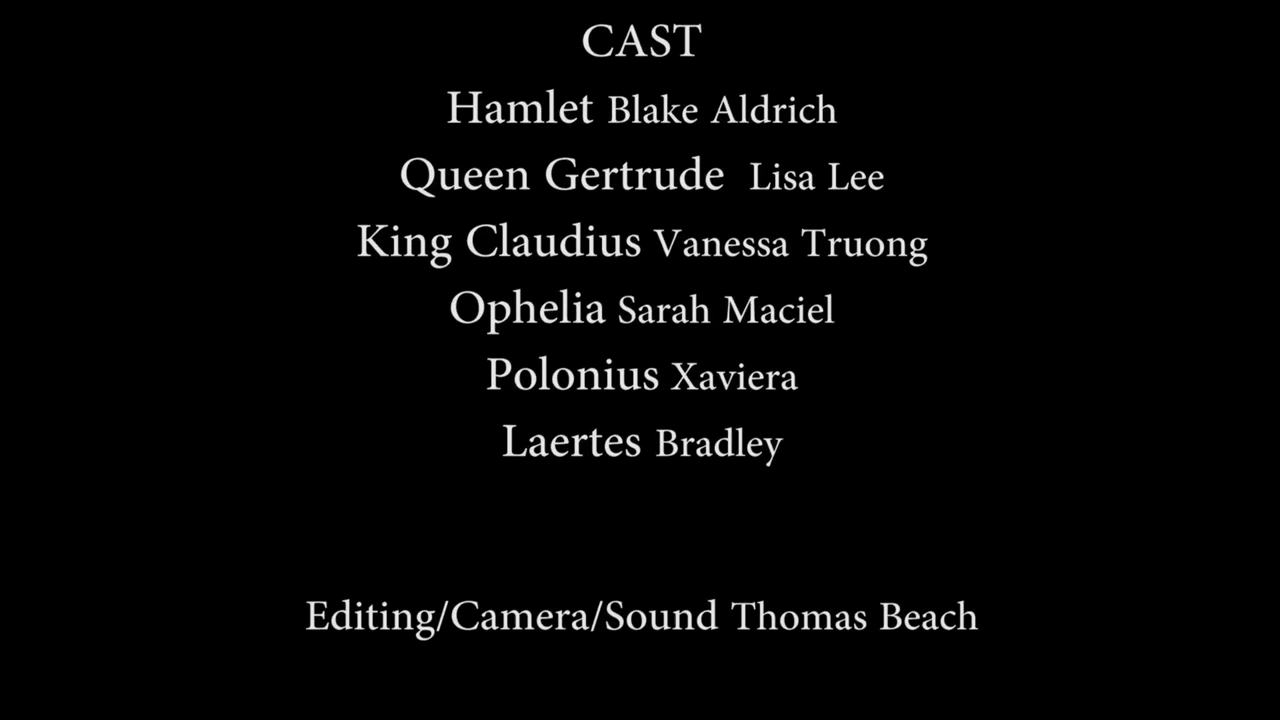 CAST
Hamlet Blake Aldrich
Queen Gertrude Lisa Lee
King Claudius Vanessa Truong
Ophelia Sarah Maciel
Polonius Xaviera
Laertes Bradley
Editing/Camera/Sound Thomas Beach